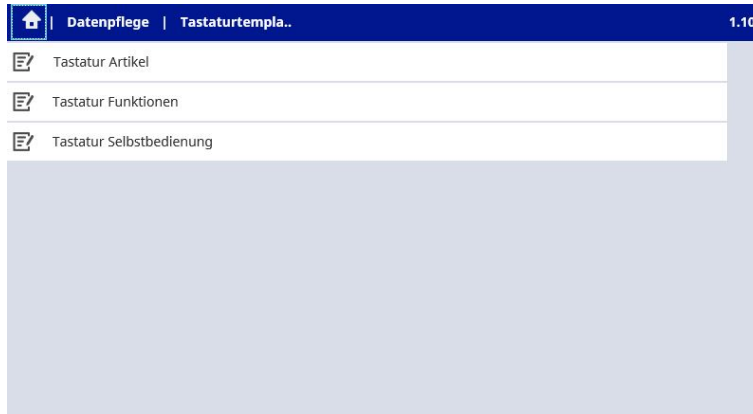 | Datenpflege | Tastaturtempla.. 1.10
Tastatur Artikel
Tastatur Funktionen
Tastatur Selbstbedienung